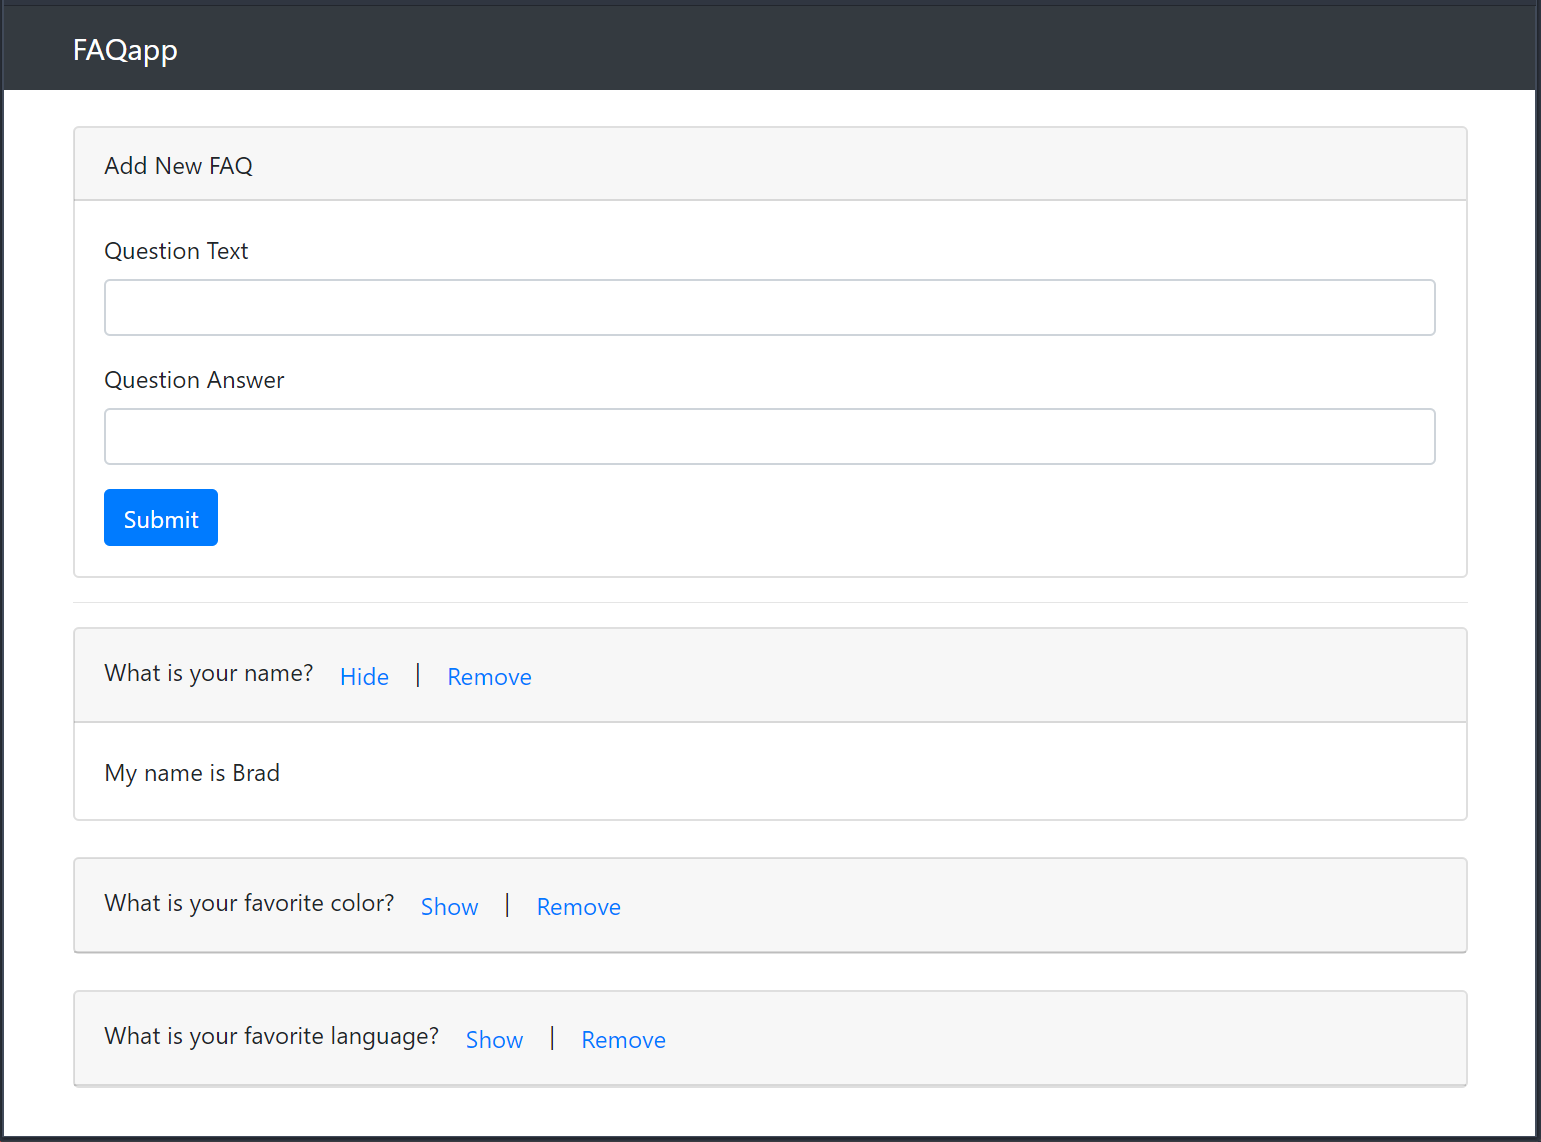 FAQapp
Add New FAQ
Question Text
Question Answer
Submit
What is your name? Hide | Remove
My name is Brad
What is your favorite color? Show | Remove
What is your favorite language? Show | Remove